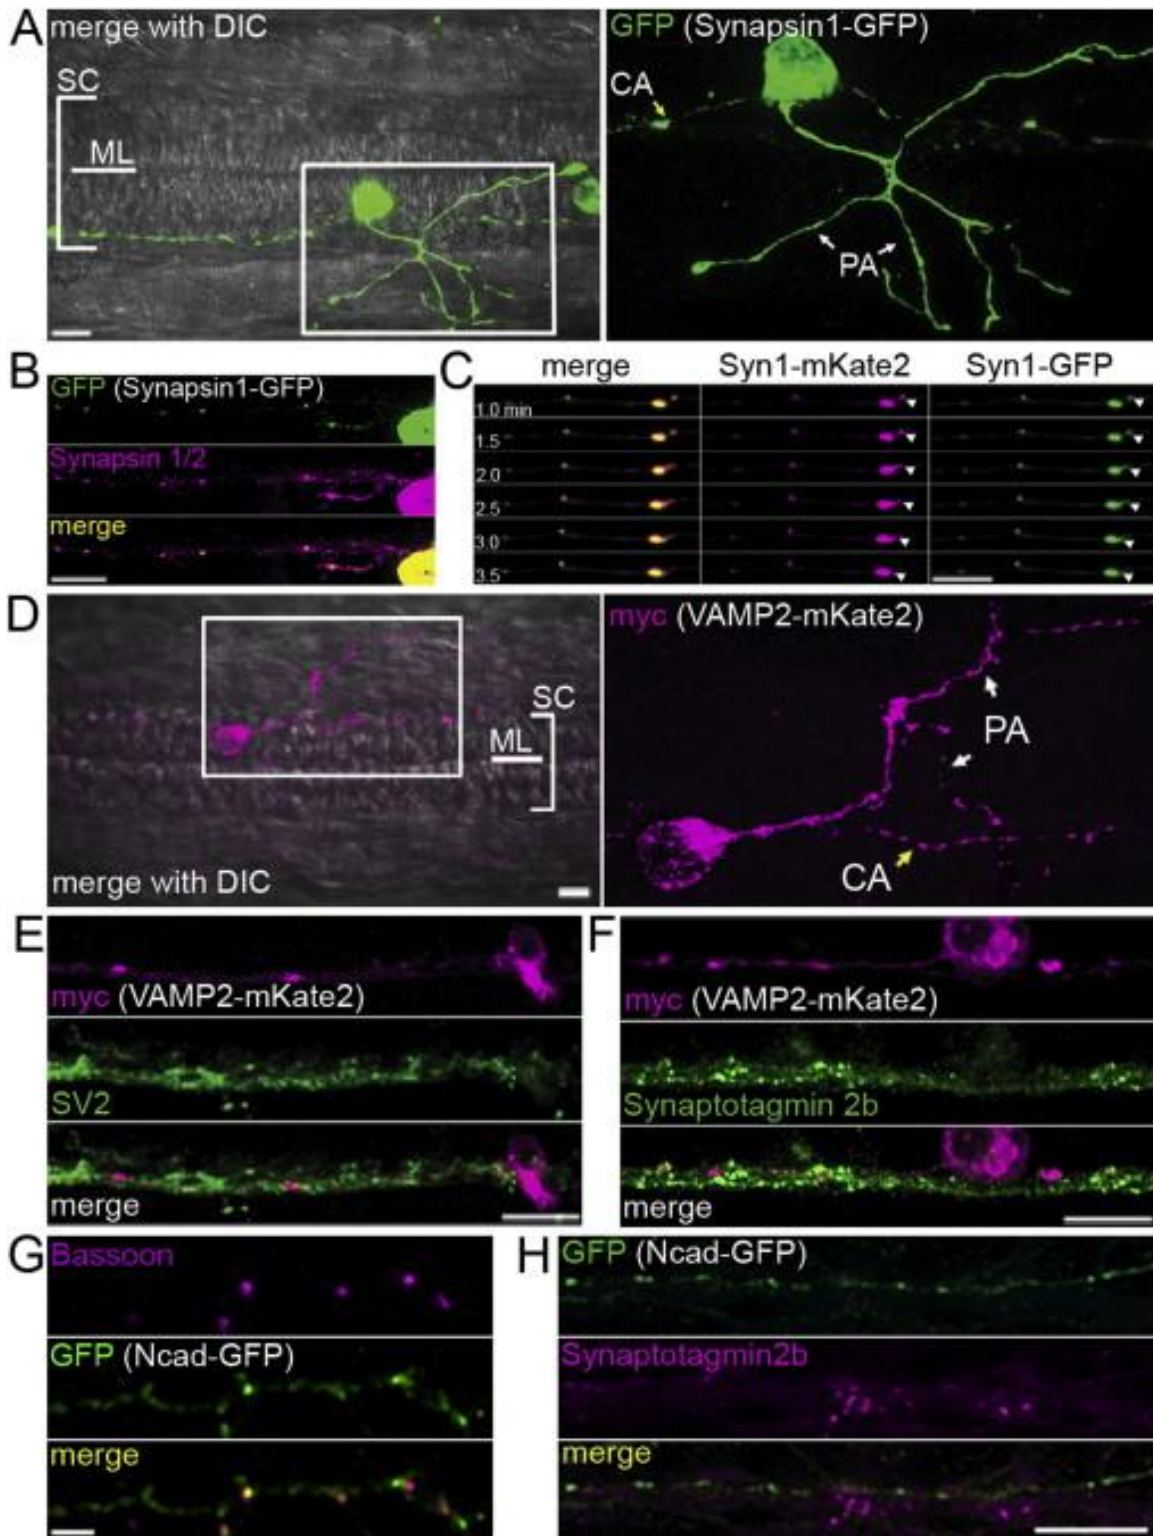 A
merge with DIC
SC
ML
GFP (Synapsin1-GFP)
CA
PA
B
GFP (Synapsin1-GFP)
Synapsin 1/2
merge
C
merge
Syn1-mKate2
Syn1-GFP
1.0 min
1.5
2.0
2.5
3.0
3.5
D
SC
ML
merge with DIC
myc (VAMP2-mKate2)
PA
CA
E
myc (VAMP2-mKate2)
SV2
merge
F
myc (VAMP2-mKate2)
Synaptotagmin 2b
merge
G
Bassoon
GFP (Ncad-GFP)
merge
H
GFP (Ncad-GFP)
Synaptotagmin2b
merge